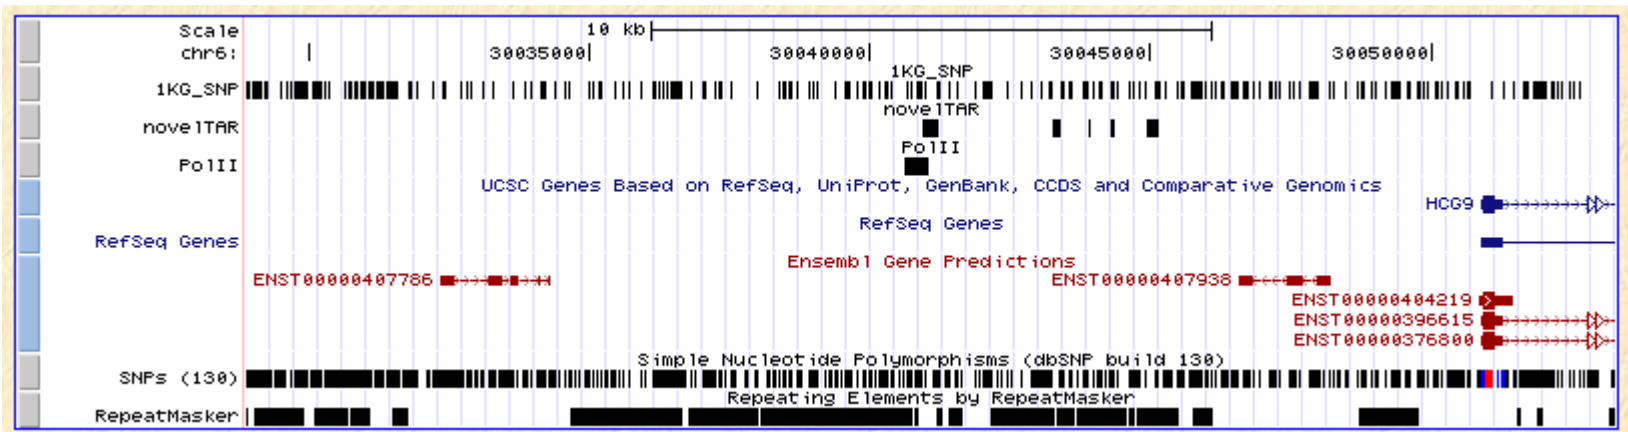 Scale 10 kb
chr6: 30035000 30040000 30045000 30050000
1KG_SNP
1KG_SNP
novelTAR
novelTAR
PolII
PolII
UCSC Genes Based on RefSeq, UniProt, GenBank, CCDS and Comparative Genomics
HCG9
RefSeq Genes
RefSeq Genes
Ensembl Gene Predictions
ENST00000407786 ENST00000407938
ENST00000404219
ENST00000396615
ENST00000376800
Simple Nucleotide Polymorphisms (dbSNP build 130)
SNPs (130)
Repeating Elements by RepeatMasker
RepeatMasker